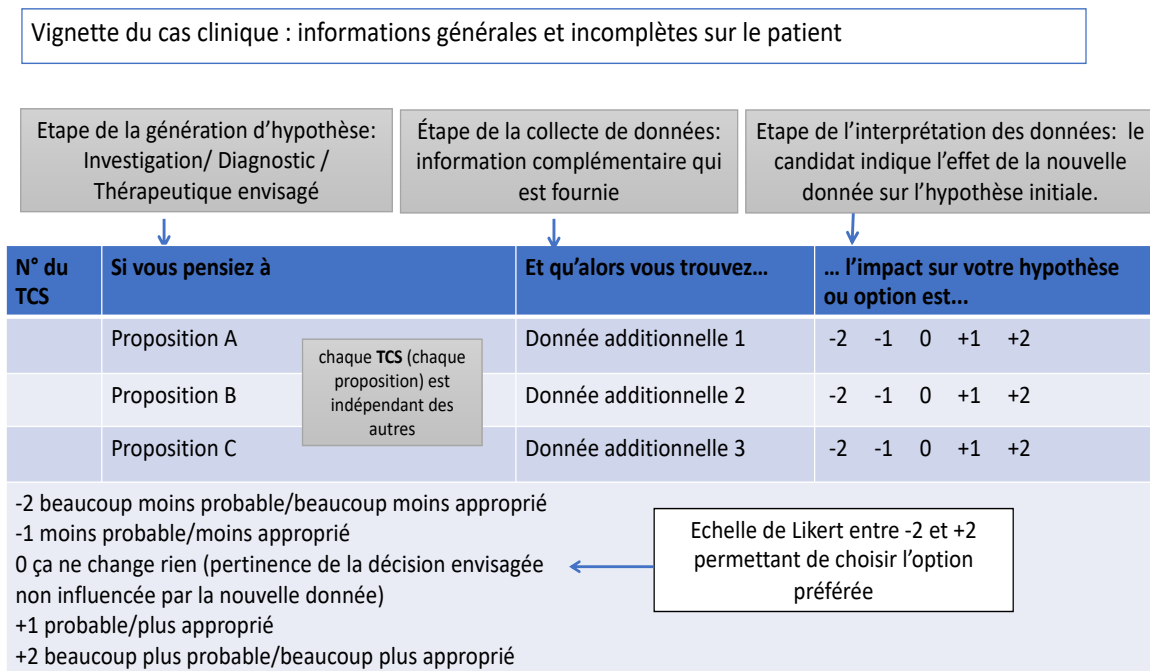 Vignette du cas clinique : informations générales et incomplètes sur le patient
Etape de la génération d’hypothèse:
Investigation/ Diagnostic /
Thérapeutique envisagé
Étape de la collecte de données:
information complémentaire qui
est fournie
Etape de l’interprétation des données: le
candidat indique l’effet de la nouvelle
donnée sur l’hypothèse initiale.
N° du
TCS
Si vous pensiez à
Et qu’alors vous trouvez...
... l’impact sur votre hypothèse
ou option est...
Proposition A
Donnée additionnelle 1
-2 -1 0 +1 +2
Proposition B
Donnée additionnelle 2
-2 -1 0 +1 +2
Proposition C
Donnée additionnelle 3
-2 -1 0 +1 +2
chaque TCS (chaque
proposition) est
indépendant des
autres
-2 beaucoup moins probable/beaucoup moins approprié
-1 moins probable/moins approprié
0 ça ne change rien (pertinence de la décision envisagée
non influencée par la nouvelle donnée)
+1 probable/plus approprié
+2 beaucoup plus probable/beaucoup plus approprié
Echelle de Likert entre -2 et +2
permettant de choisir l’option
préférée